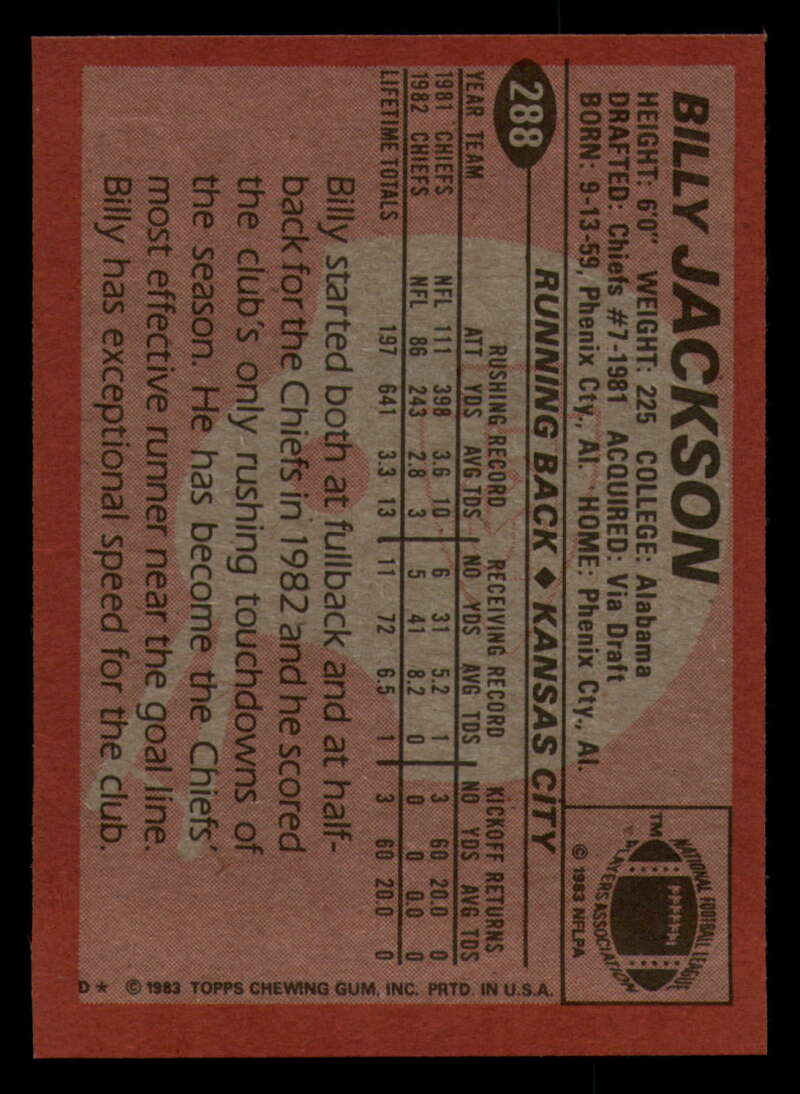 BILLY JACKSON
HEIGHT: 6'0" WEIGHT: 225 COLLEGE: Alabama
DRAFTED: Chiefs #7-1981 ACQUIRED: Via Draft
BORN: 9-13-59, Phenix Cty., Al. HOME: Phenix Cty., Al.
NATIONAL FOOTBALL LEAGUE
PLAYERS ASSOCIATION
TM
© 1983 NFLPA
288
RUNNING BACK ♦ KANSAS CITY
RUSHING RECORD RECEIVING RECORD KICKOFF RETURNS
YEAR TEAM ATT YDS AVG TDS NO YDS AVG TDS NO YDS AVG TDS
1981 CHIEFS NFL 111 398 3.6 10 6 31 5.2 1 3 60 20.0 0
1982 CHIEFS NFL 86 243 2.8 3 5 41 8.2 0 0 0 0.0 0
LIFETIME TOTALS 197 641 3.3 13 11 72 6.5 1 3 60 20.0 0
Billy started both at fullback and at half-
back for the Chiefs in 1982 and he scored
the club's only rushing touchdowns of
the season. He has become the Chiefs'
most effective runner near the goal line.
Billy has exceptional speed for the club.
D* © 1983 TOPPS CHEWING GUM, INC. PRTD. IN U.S.A.